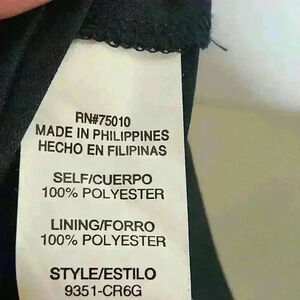 RN#75010
MADE IN PHILIPPINES
HECHO EN FILIPINAS
SELF/CUERPO
100% POLYESTER
LINING/FORRO
100% POLYESTER
STYLE/ESTILO
9351-CR6G